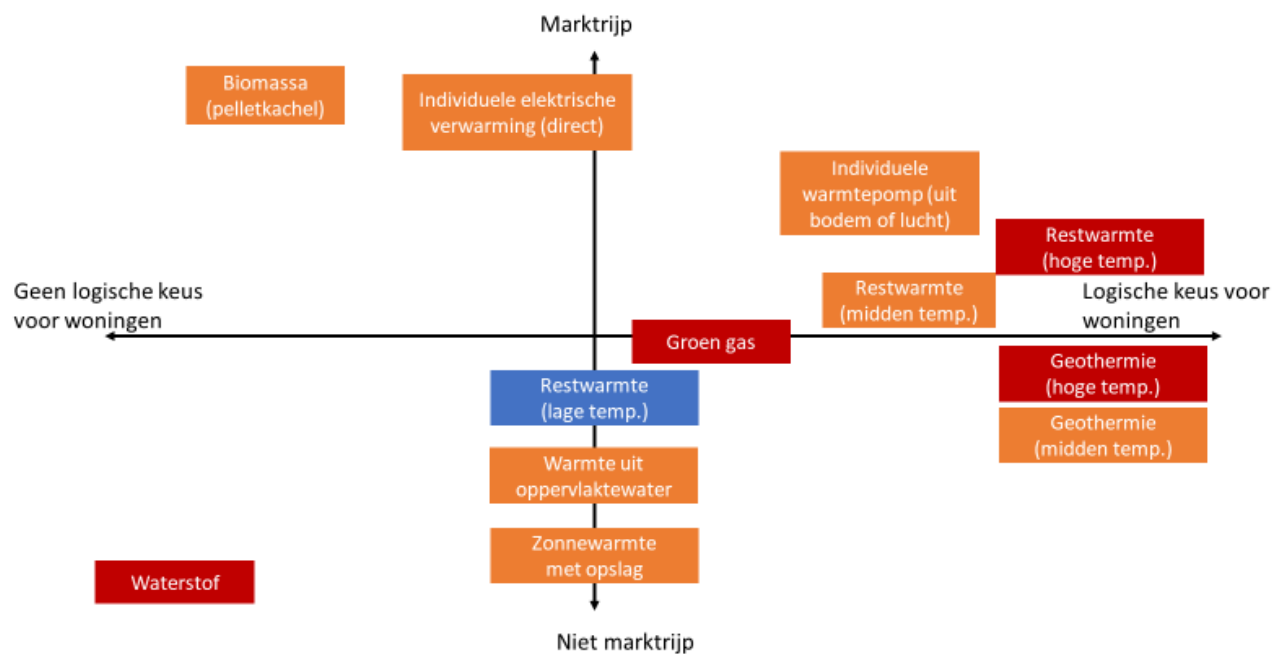 Marktrijp
Biomassa
(pelletkachel)
Individuele elektrische
verwarming (direct)
Individuele
warmtepomp (uit
bodem of lucht)
Restwarmte
(hoge temp.)
Geen logische keus
voor woningen
Restwarmte
(midden temp.)
Logische keus voor
woningen
Groen gas
Restwarmte
(lage temp.)
Geothermie
(hoge temp.)
Geothermie
(midden temp.)
Warmte uit
oppervlaktewater
Zonnewarmte
met opslag
Waterstof
Niet marktrijp